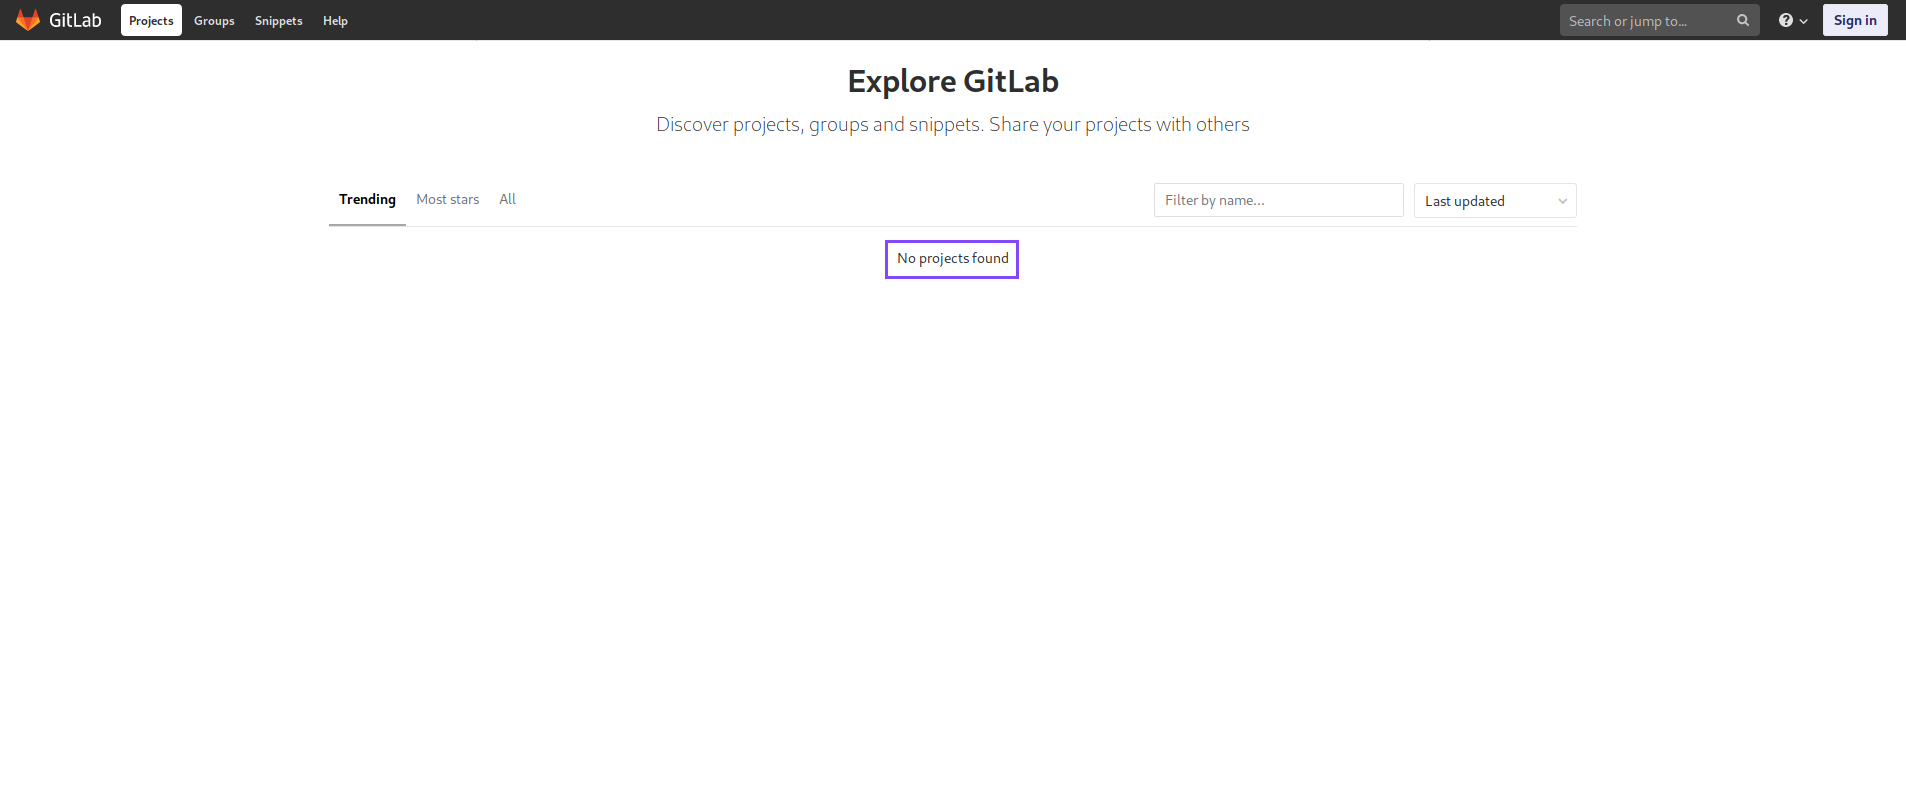 GitLab Projects Groups Snippets Help Search or jump to... Sign in
Explore GitLab
Discover projects, groups and snippets. Share your projects with others
Trending Most stars All Filter by name... Last updated
No projects found